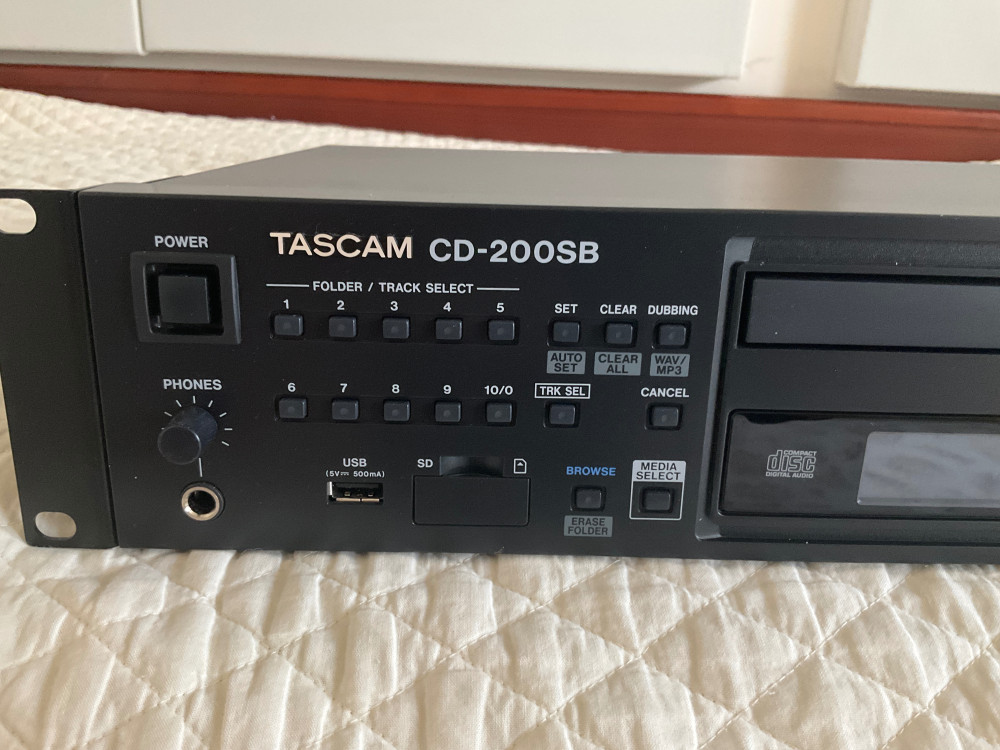 POWER
TASCAM CD-200SB
FOLDER / TRACK SELECT
1 2 3 4 5
SET CLEAR DUBBING
AUTO SET
CLEAR ALL
WAV/ MP3
PHONES
6 7 8 9 10/0
TRK SEL
CANCEL
USB
(5V⎓ 500mA)
SD
BROWSE
MEDIA SELECT
ERASE FOLDER
COMPACT
disc
DIGITAL AUDIO